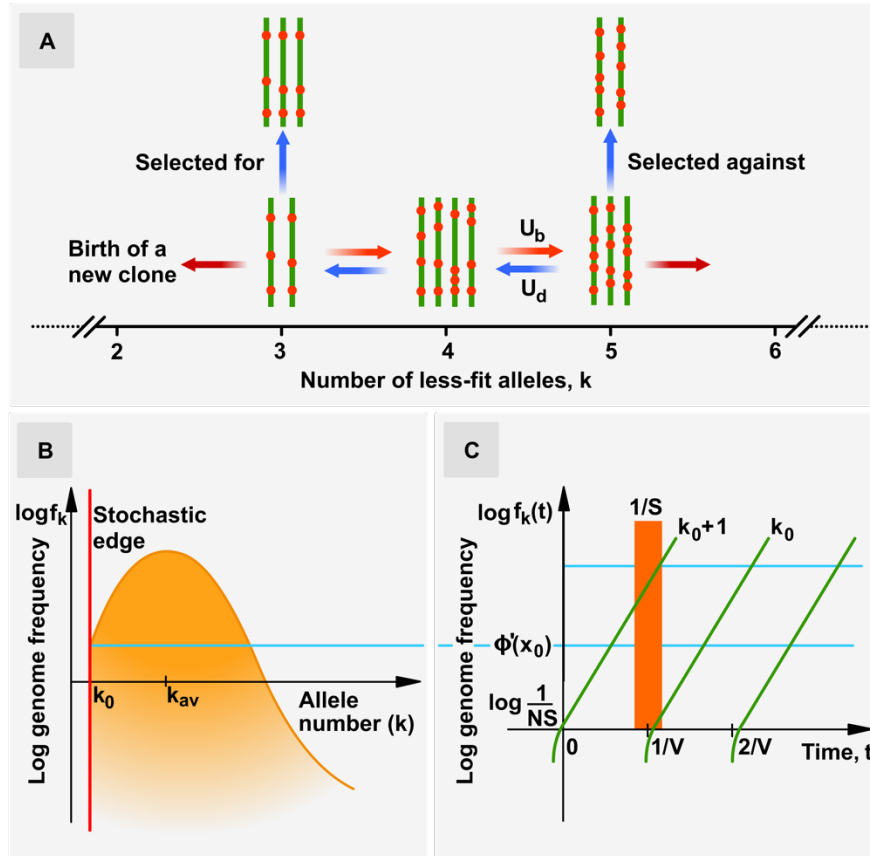 A
Selected for
Selected against
Birth of a
new clone
U_b
U_d
2 3 4 5 6
Number of less-fit alleles, k
B
log f_k
Stochastic
edge
Log genome frequency
k_0
k_av
Allele
number (k)
C
log f_k(t)
1/S
k_0+1
k_0
Log genome frequency
Φ'(x_0)
log 1/NS
0
1/V
2/V
Time, t